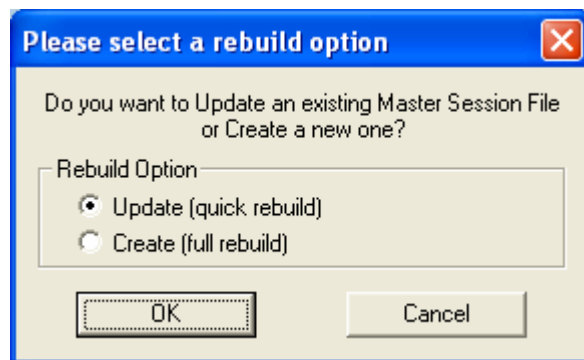 Please select a rebuild option
Do you want to Update an existing Master Session File
or Create a new one?
Rebuild Option
Update (quick rebuild)
Create (full rebuild)
OK
Cancel